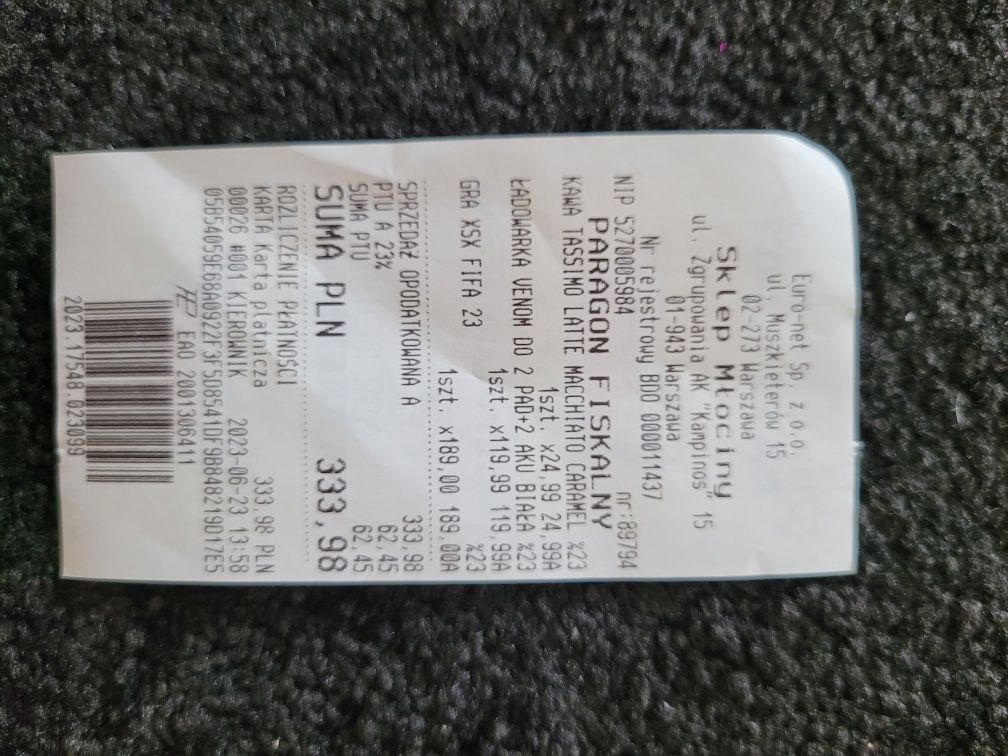 Euro-net Sp. z o.o.
ul. Muszkieterów 15
02-273 Warszawa
Sklep Młociny
ul. Zgrupowania AK "Kampinos" 15
01-943 Warszawa
Nr rejestrowy BDO 000011437
NIP 5270005984 nr:89794
PARAGON FISKALNY
KAWA TASSIMO LATTE MACCHIATO CARAMEL %23
1szt. x24,99 24,99A
ŁADOWARKA VENOM DO 2 PAD+2 AKU BIAŁA %23
1szt. x119,99 119,99A
GRA XSX FIFA 23 %23
1szt. x189,00 189,00A
SPRZEDAŻ OPODATKOWANA A 333,98
PTU A 23% 62,45
SUMA PTU 62,45
SUMA PLN 333,98
ROZLICZENIE PŁATNOŚCI
KARTA Karta płatnicza 333,98 PLN
00026 #001 KIEROWNIK 2023-06-23 13:58
05B54059E68A0922F3F5D8541DF9B848219D17E5
EAO 2001306411
2023.17548.023099